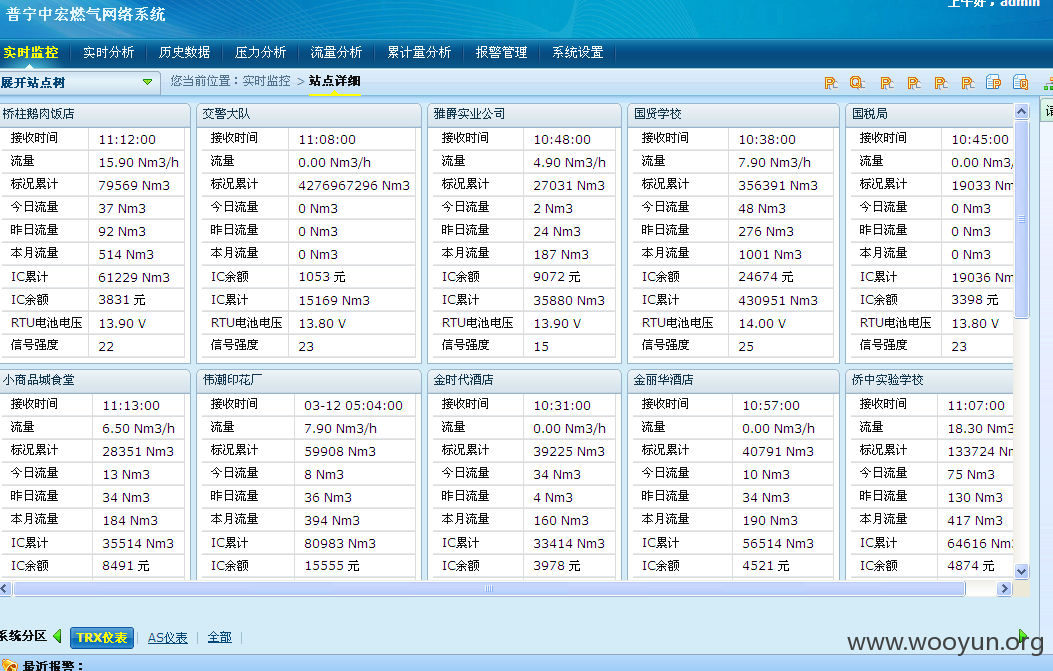 普宁中宏燃气网络系统
上午好，admin
实时监控 实时分析 历史数据 压力分析 流量分析 累计量分析 报警管理 系统设置
展开站点树 您当前位置：实时监控 > 站点详细
桥柱鹅肉饭店 交警大队 雅爵实业公司 国贤学校 国税局
接收时间 11:12:00 接收时间 11:08:00 接收时间 10:48:00 接收时间 10:38:00 接收时间 10:45:00
流量 15.90 Nm3/h 流量 0.00 Nm3/h 流量 4.90 Nm3/h 流量 7.90 Nm3/h 流量 0.00 Nm3/
标况累计 79569 Nm3 标况累计 4276967296 Nm3 标况累计 27031 Nm3 标况累计 356391 Nm3 标况累计 19033 Nm
今日流量 37 Nm3 今日流量 0 Nm3 今日流量 2 Nm3 今日流量 48 Nm3 今日流量 0 Nm3
昨日流量 92 Nm3 昨日流量 0 Nm3 昨日流量 24 Nm3 昨日流量 276 Nm3 昨日流量 0 Nm3
本月流量 514 Nm3 本月流量 0 Nm3 本月流量 187 Nm3 本月流量 1001 Nm3 本月流量 0 Nm3
IC累计 61229 Nm3 IC余额 1053 元 IC余额 9072 元 IC余额 24674 元 IC累计 19036 Nm
IC余额 3831 元 IC累计 15169 Nm3 IC累计 35880 Nm3 IC累计 430951 Nm3 IC余额 3398 元
RTU电池电压 13.90 V RTU电池电压 13.80 V RTU电池电压 13.90 V RTU电池电压 14.00 V RTU电池电压 13.80 V
信号强度 22 信号强度 23 信号强度 15 信号强度 25 信号强度 23
小商品城食堂 伟潮印花厂 金时代酒店 金丽华酒店 侨中实验学校
接收时间 11:13:00 接收时间 03-12 05:04:00 接收时间 10:31:00 接收时间 10:57:00 接收时间 11:07:00
流量 6.50 Nm3/h 流量 7.90 Nm3/h 流量 0.00 Nm3/h 流量 0.00 Nm3/h 流量 18.30 Nm3
标况累计 28351 Nm3 标况累计 59908 Nm3 标况累计 39225 Nm3 标况累计 40791 Nm3 标况累计 133724 Nm
今日流量 13 Nm3 今日流量 8 Nm3 今日流量 34 Nm3 今日流量 10 Nm3 今日流量 75 Nm3
昨日流量 34 Nm3 昨日流量 36 Nm3 昨日流量 4 Nm3 昨日流量 34 Nm3 昨日流量 130 Nm3
本月流量 184 Nm3 本月流量 394 Nm3 本月流量 160 Nm3 本月流量 190 Nm3 本月流量 417 Nm3
IC累计 35514 Nm3 IC累计 80983 Nm3 IC累计 33414 Nm3 IC累计 56514 Nm3 IC累计 64616 Nm
IC余额 8491 元 IC余额 15555 元 IC余额 3978 元 IC余额 4521 元 IC余额 4874 元
系统分区 TRX仪表 AS仪表 全部
www.wooyun.org
最近报警：